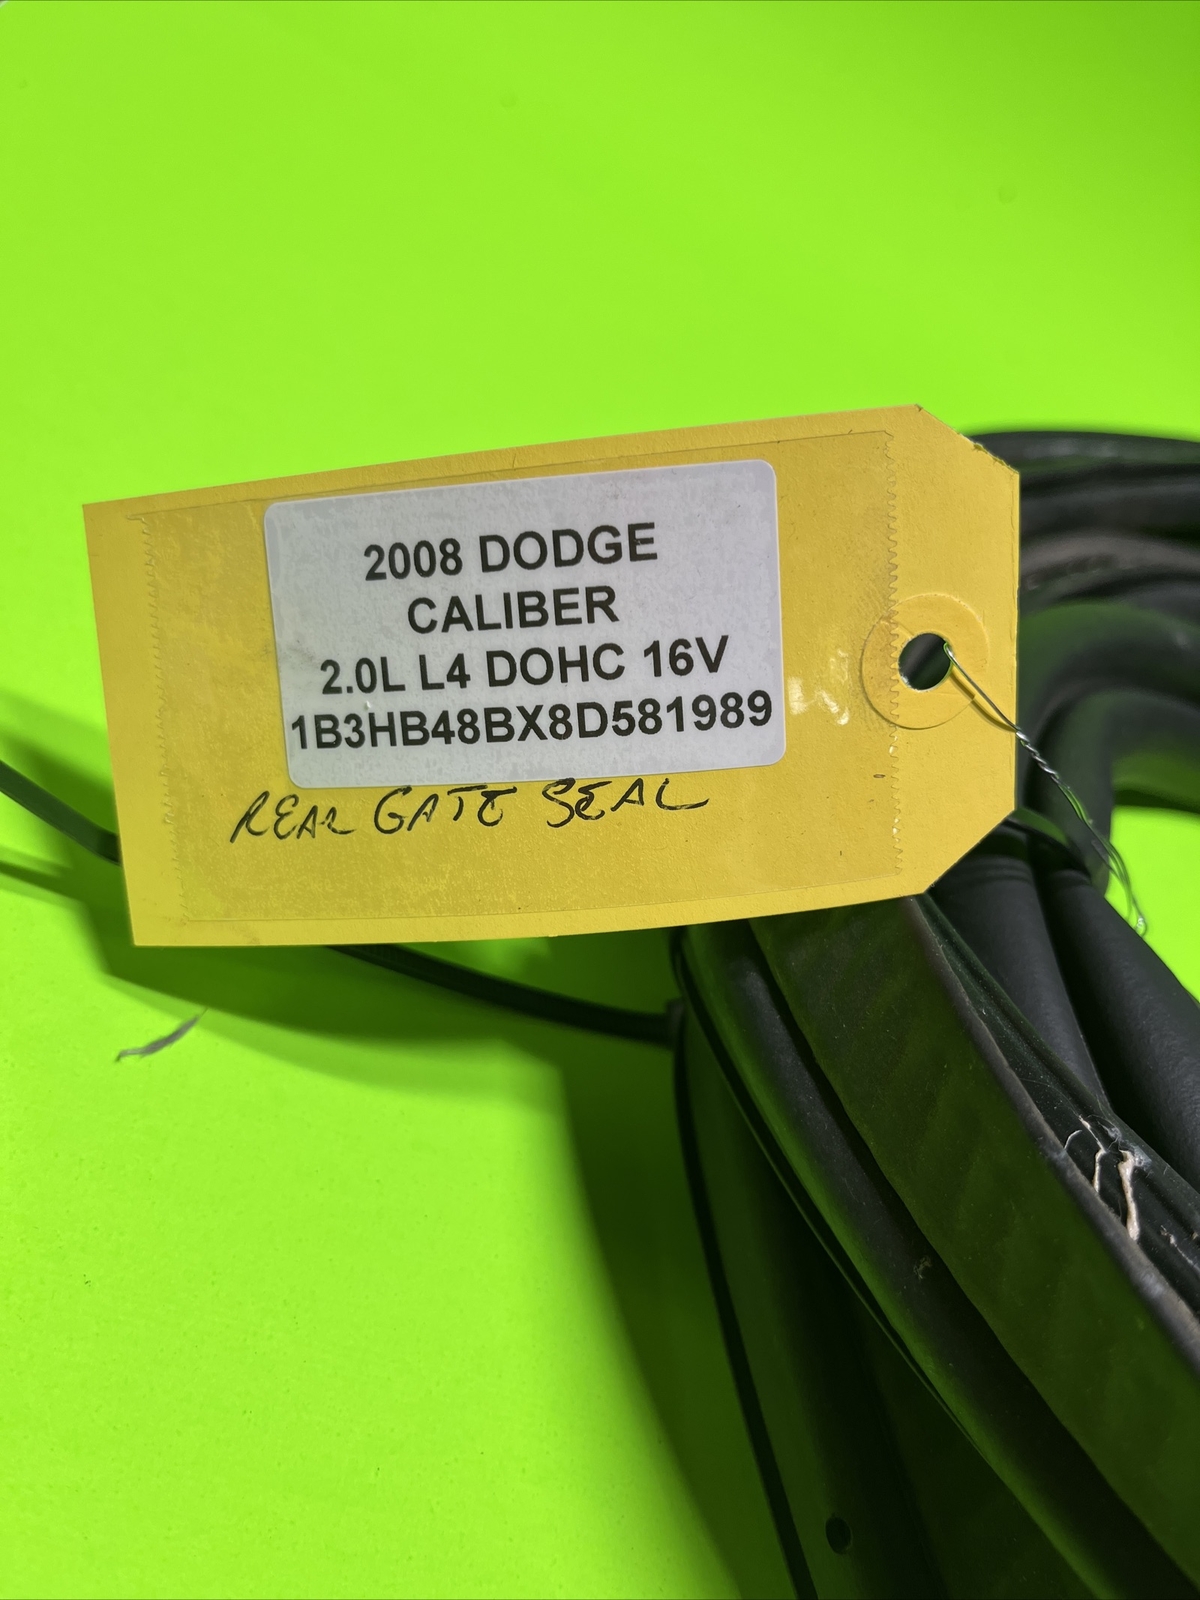 2008 DODGE
CALIBER
2.0L L4 DOHC 16V
1B3HB48BX8D581989
REAR GATE SEAL